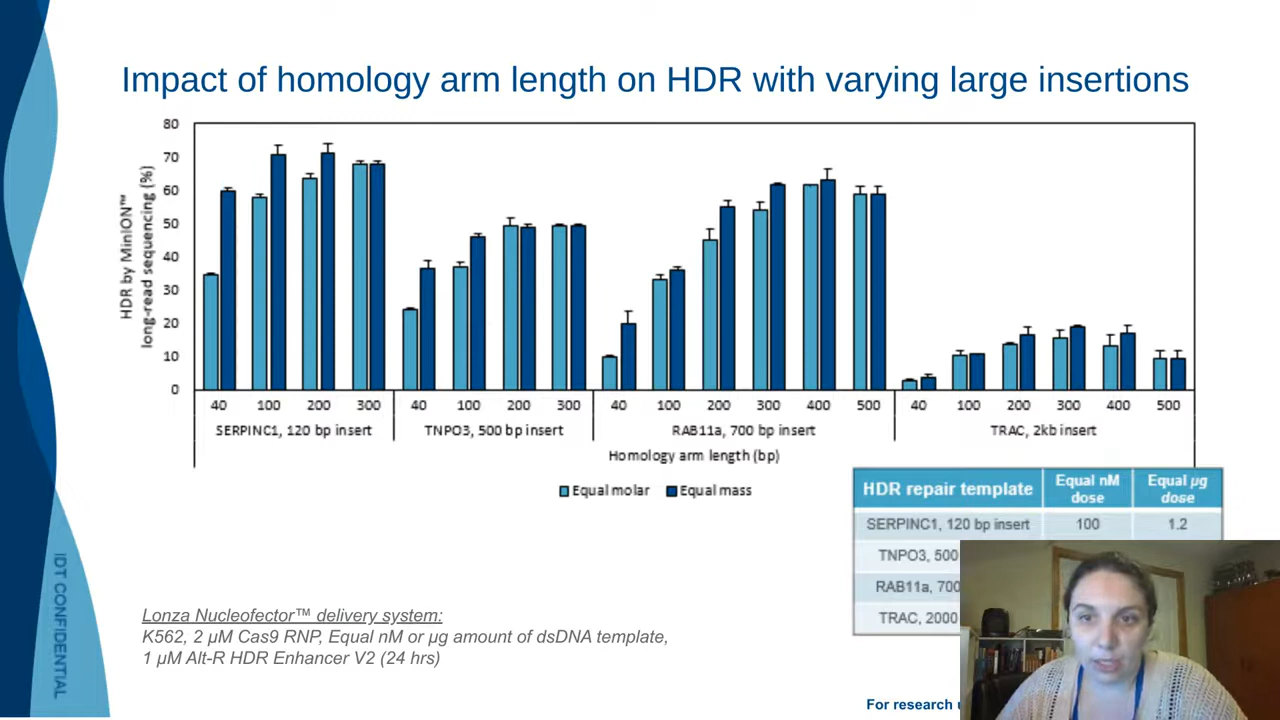 Impact of homology arm length on HDR with varying large insertions
HDR by MinION™
long-read sequencing (%)
80
70
60
50
40
30
20
10
0
40 100 200 300 40 100 200 300 40 100 200 300 400 500 40 100 200 300 400 500
SERPINC1, 120 bp insert TNPO3, 500 bp insert RAB11a, 700 bp insert TRAC, 2kb insert
Homology arm length (bp)
Equal molar Equal mass
HDR repair template Equal nM dose Equal µg dose
SERPINC1, 120 bp insert 100 1.2
TNPO3, 500
RAB11a, 700
TRAC, 2000
IDT CONFIDENTIAL
Lonza Nucleofector™ delivery system:
K562, 2 µM Cas9 RNP, Equal nM or µg amount of dsDNA template,
1 µM Alt-R HDR Enhancer V2 (24 hrs)
For research